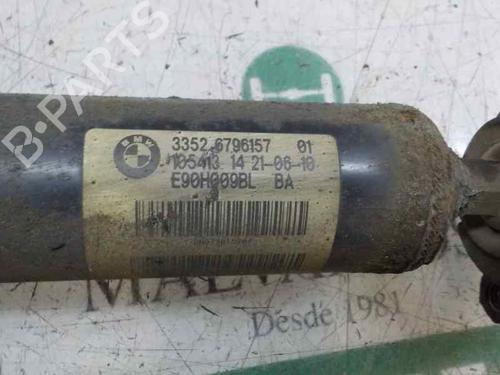 B-PARTS
BMW
3352 6796157 01
105413 14 21-06-10
E90H009BL BA
Desde 1981